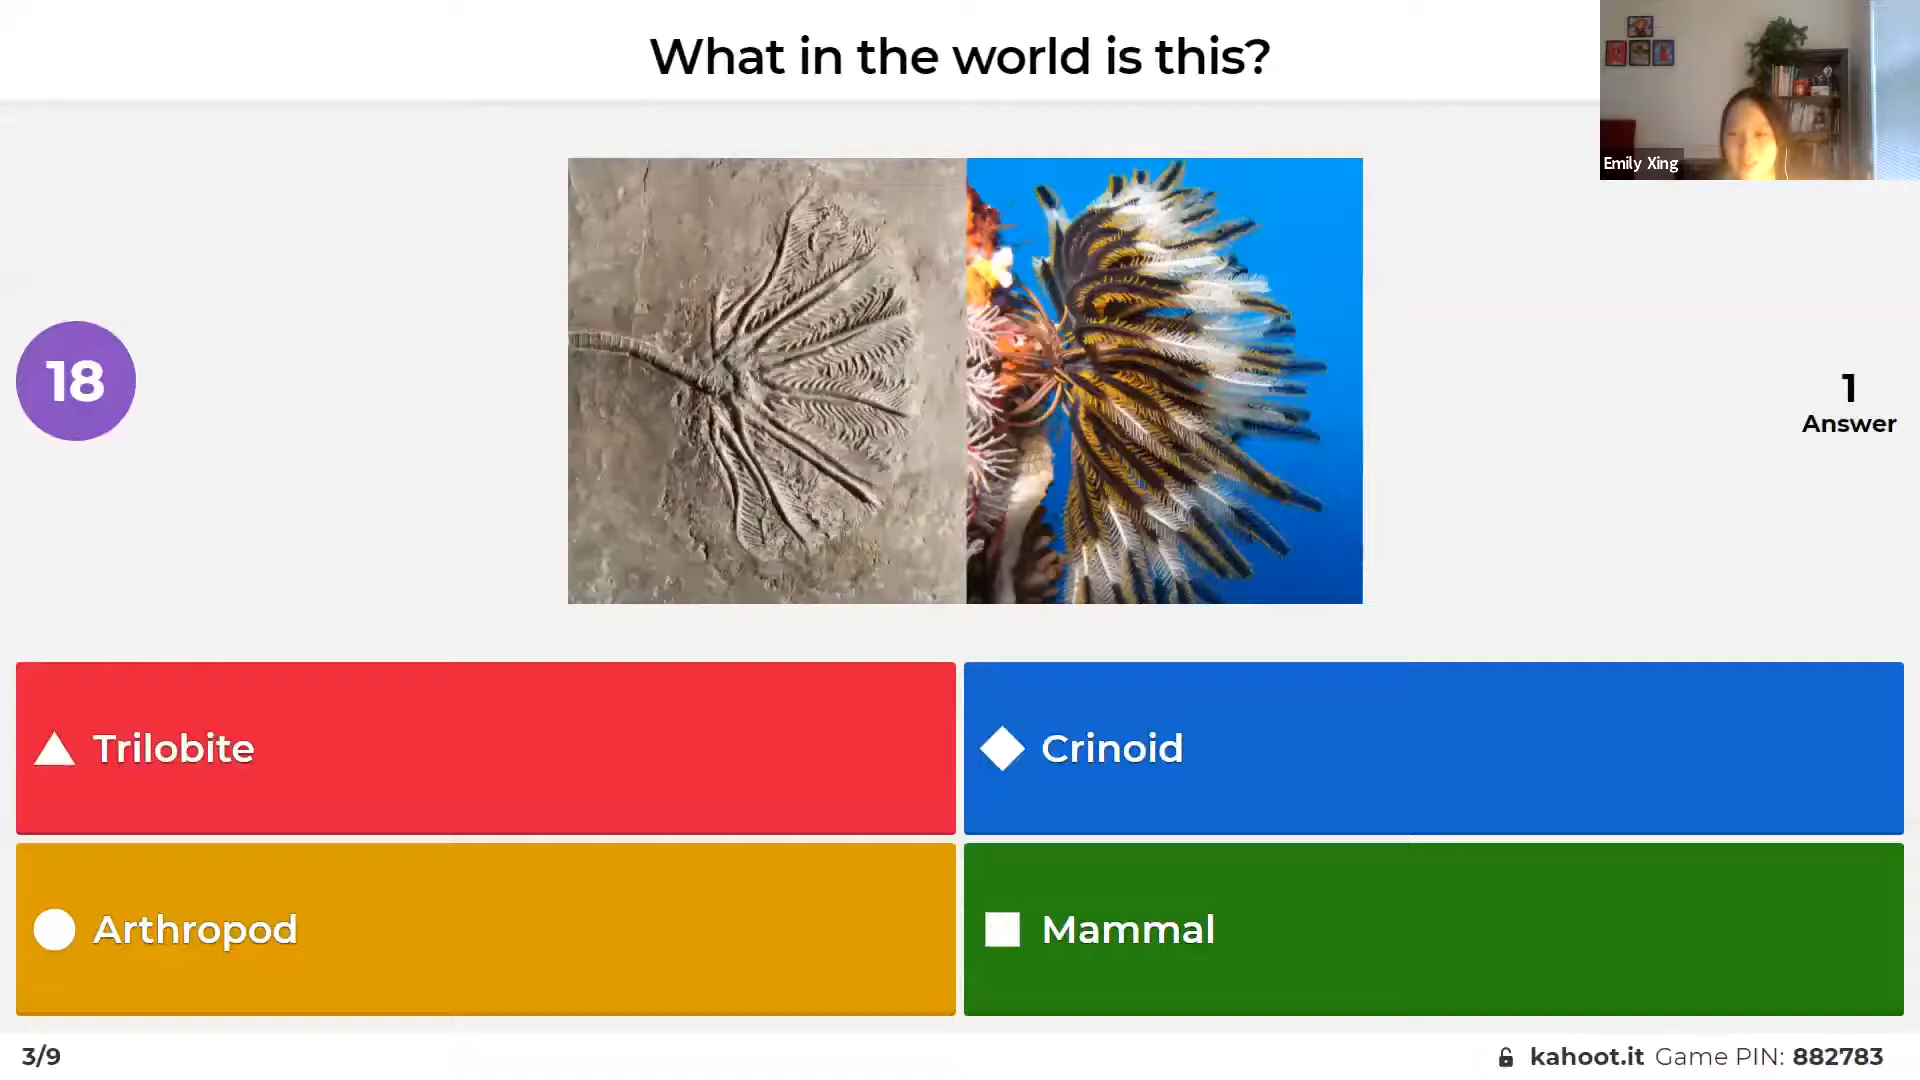 What in the world is this?
Emily Xing
18
1
Answer
Trilobite
Crinoid
Arthropod
Mammal
3/9
kahoot.it Game PIN: 882783